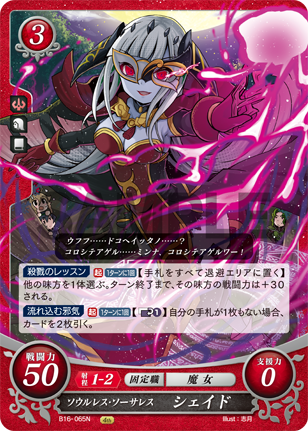 3
ウフフ……ドコヘイッタノ……？
コロシテアゲル……ミンナ、コロシテアゲルワー！
殺戮のレッスン 起 1ターンに1回 【手札をすべて退避エリアに置く】
他の味方を1体選ぶ。ターン終了まで、その味方の戦闘力は＋30
される。
流れ込む邪気 起 1ターンに1回 【】自分の手札が1枚もない場合、
カードを2枚引く。
戦闘力
50
射程 1-2 固定職 魔女
支援力
0
ソウルレス・ソーサレス シェイド
B16-065N
Illust：志月